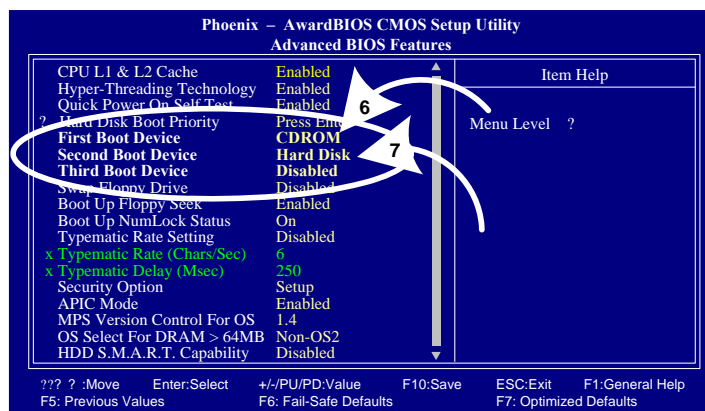 Phoenix – AwardBIOS CMOS Setup Utility
Advanced BIOS Features
CPU L1 & L2 Cache Enabled
Hyper-Threading Technology Enabled
Quick Power On Self Test Enabled
? Hard Disk Boot Priority Press
First Boot Device CDROM
Second Boot Device Hard Disk
Third Boot Device Disabled
Swap Floppy Drive Disabled
Boot Up Floppy Seek Enabled
Boot Up NumLock Status On
Typematic Rate Setting Disabled
x Typematic Rate (Chars/Sec) 6
x Typematic Delay (Msec) 250
Security Option Setup
APIC Mode Enabled
MPS Version Control For OS 1.4
OS Select For DRAM > 64MB Non-OS2
HDD S.M.A.R.T. Capability Disabled
6
7
Item Help
Menu Level ?
??? ? :Move Enter:Select +/-/PU/PD:Value F10:Save ESC:Exit F1:General Help
F5: Previous Values F6: Fail-Safe Defaults F7: Optimized Defaults